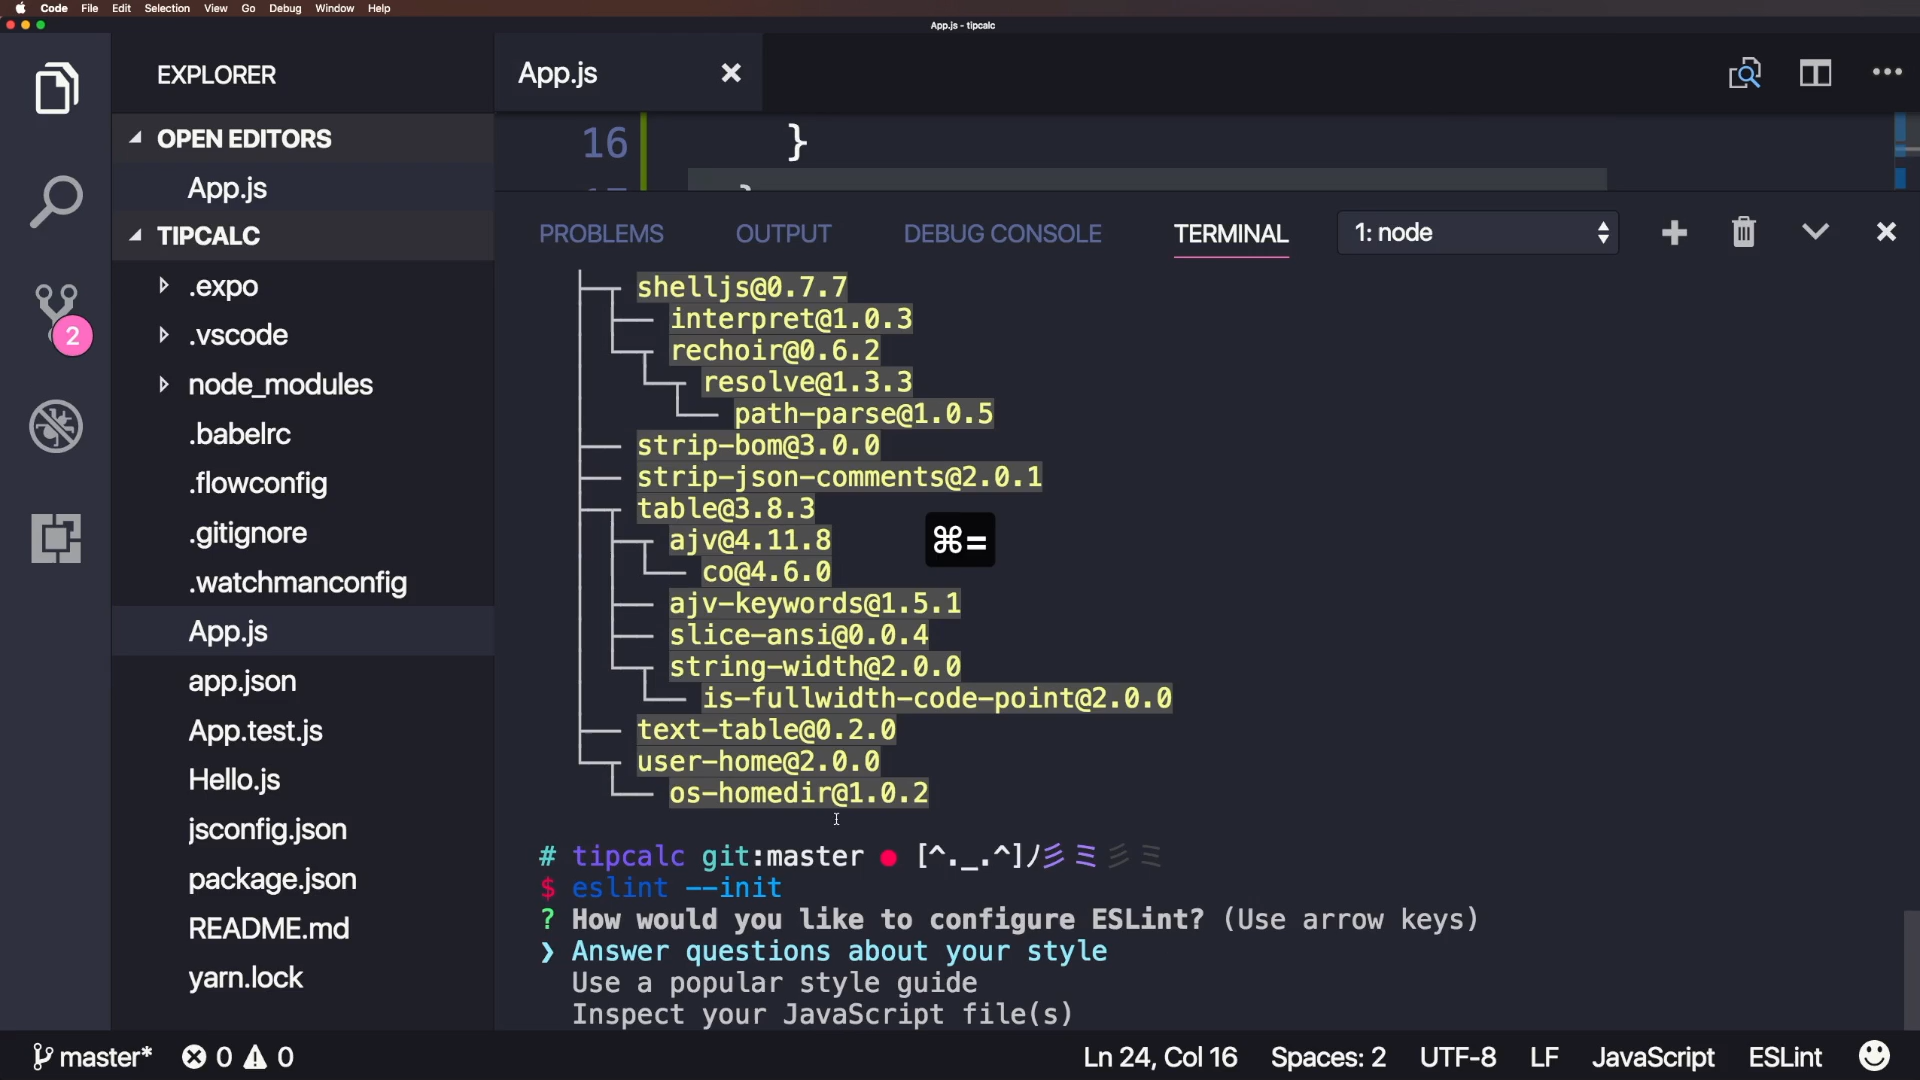 Code File Edit Selection View Go Debug Window Help
App.js - tipcalc
EXPLORER
OPEN EDITORS
App.js
TIPCALC
.expo
.vscode
node_modules
.babelrc
.flowconfig
.gitignore
.watchmanconfig
App.js
app.json
App.test.js
Hello.js
jsconfig.json
package.json
README.md
yarn.lock
2
App.js
16 }
PROBLEMS OUTPUT DEBUG CONSOLE TERMINAL 1: node
shelljs@0.7.7
interpret@1.0.3
rechoir@0.6.2
resolve@1.3.3
path-parse@1.0.5
strip-bom@3.0.0
strip-json-comments@2.0.1
table@3.8.3
ajv@4.11.8
⌘=
co@4.6.0
ajv-keywords@1.5.1
slice-ansi@0.0.4
string-width@2.0.0
is-fullwidth-code-point@2.0.0
text-table@0.2.0
user-home@2.0.0
os-homedir@1.0.2
# tipcalc git:master ● [^._.^]ﾉ彡ミ彡ミ
$ eslint --init
? How would you like to configure ESLint? (Use arrow keys)
❯ Answer questions about your style
Use a popular style guide
Inspect your JavaScript file(s)
master* 0 0 Ln 24, Col 16 Spaces: 2 UTF-8 LF JavaScript ESLint